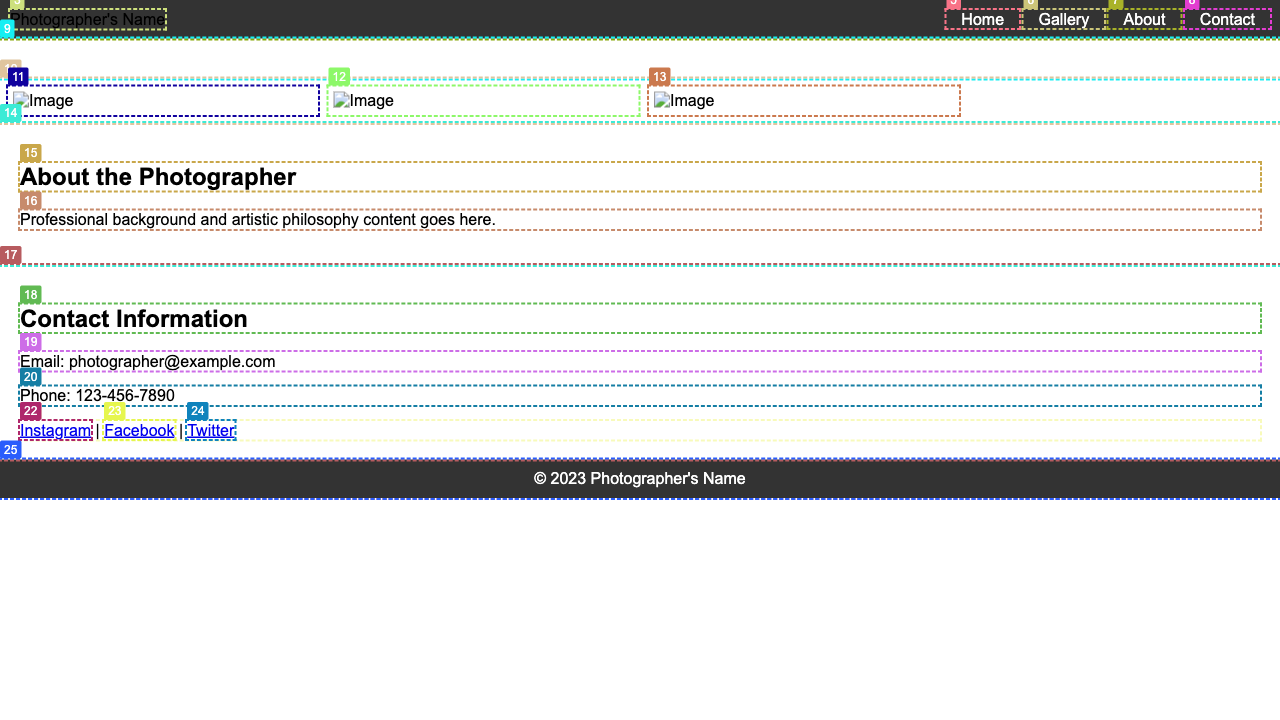 Photographer's Name Home Gallery About Contact
9
11 12 13
Image Image Image
14
15
About the Photographer
16
Professional background and artistic philosophy content goes here.
17
18
Contact Information
19
Email: photographer@example.com
20
Phone: 123-456-7890
22 23 24
Instagram | Facebook | Twitter
25
© 2023 Photographer's Name